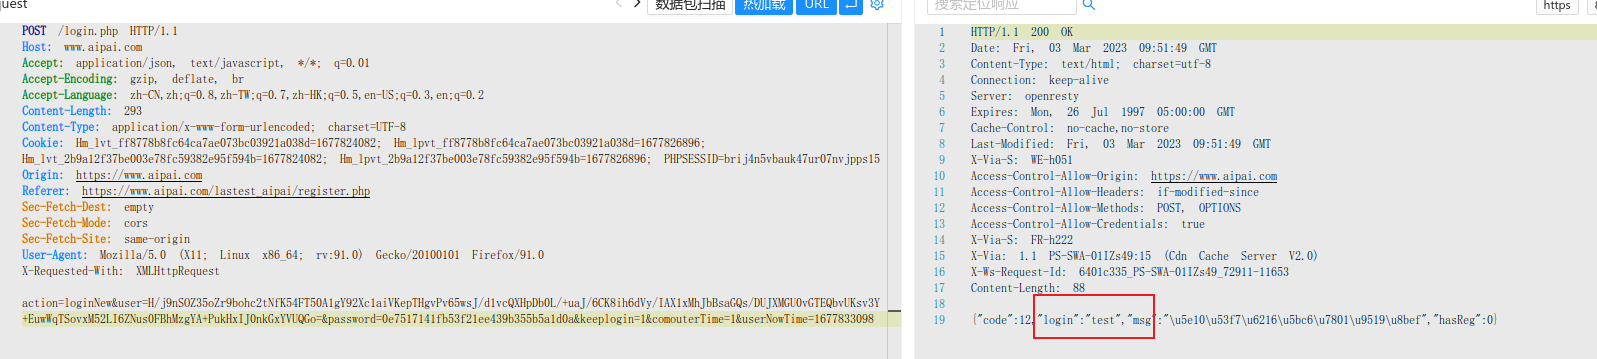 quest
数据包扫描 热加载 URL
搜索定位响应
https
POST /login.php HTTP/1.1
Host: www.aipai.com
Accept: application/json, text/javascript, */*; q=0.01
Accept-Encoding: gzip, deflate, br
Accept-Language: zh-CN,zh;q=0.8,zh-TW;q=0.7,zh-HK;q=0.5,en-US;q=0.3,en;q=0.2
Content-Length: 293
Content-Type: application/x-www-form-urlencoded; charset=UTF-8
Cookie: Hm_lvt_ff8778b8fc64ca7ae073bc03921a038d=1677824082; Hm_lpvt_ff8778b8fc64ca7ae073bc03921a038d=1677826896;
Hm_lvt_2b9a12f37be003e78fc59382e95f594b=1677824082; Hm_lpvt_2b9a12f37be003e78fc59382e95f594b=1677826896; PHPSESSID=brij4n5vbauk47ur07nvjpps15
Origin: https://www.aipai.com
Referer: https://www.aipai.com/lastest_aipai/register.php
Sec-Fetch-Dest: empty
Sec-Fetch-Mode: cors
Sec-Fetch-Site: same-origin
User-Agent: Mozilla/5.0 (X11; Linux x86_64; rv:91.0) Gecko/20100101 Firefox/91.0
X-Requested-With: XMLHttpRequest
action=loginNew&user=H/j9nSOZ35oZr9bohc2tNfK54FT50A1gY92Xc1aiVKepTHgvPv65wsJ/d1vcQXHpDb0L/+uaJ/6CK8ih6dVy/IAX1xMhJbBsaGQs/DUJXMGU0vGTEQbvUKsv3Y
+EuwWqTSovxM52LI6ZNus0FBhMzgYA+PukHxIJ0nkGxYVUQGo=&password=0e7517141fb53f21ee439b355b5a1d0a&keeplogin=1&comouterTime=1&userNowTime=1677833098
1 HTTP/1.1 200 OK
2 Date: Fri, 03 Mar 2023 09:51:49 GMT
3 Content-Type: text/html; charset=utf-8
4 Connection: keep-alive
5 Server: openresty
6 Expires: Mon, 26 Jul 1997 05:00:00 GMT
7 Cache-Control: no-cache,no-store
8 Last-Modified: Fri, 03 Mar 2023 09:51:49 GMT
9 X-Via-S: WE-h051
10 Access-Control-Allow-Origin: https://www.aipai.com
11 Access-Control-Allow-Headers: if-modified-since
12 Access-Control-Allow-Methods: POST, OPTIONS
13 Access-Control-Allow-Credentials: true
14 X-Via-S: FR-h222
15 X-Via: 1.1 PS-SWA-01IZs49:15 (Cdn Cache Server V2.0)
16 X-Ws-Request-Id: 6401c335_PS-SWA-01IZs49_72911-11653
17 Content-Length: 88
18
19 {"code":12,"login":"test","msg":"\u5e10\u53f7\u6216\u5bc6\u7801\u9519\u8bef","hasReg":0}